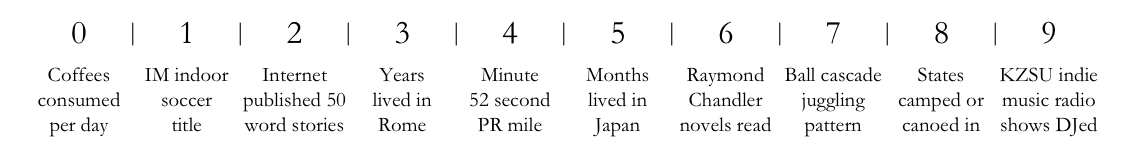 0 | 1 | 2 | 3 | 4 | 5 | 6 | 7 | 8 | 9
Coffees IM indoor Internet Years Minute Months Raymond Ball cascade States KZSU indie
consumed soccer published 50 lived in 52 second lived in Chandler juggling camped or music radio
per day title word stories Rome PR mile Japan novels read pattern canoed in shows DJed